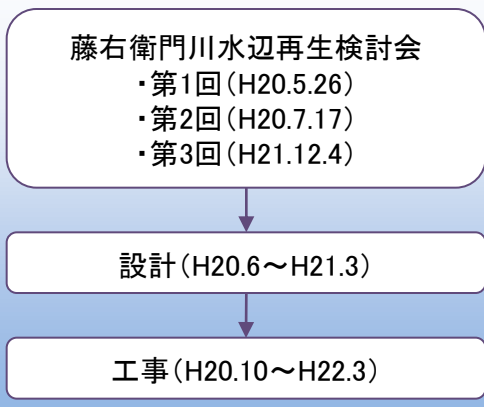 藤右衛門川水辺再生検討会
・第1回(H20.5.26)
・第2回(H20.7.17)
・第3回(H21.12.4)
設計(H20.6～H21.3)
工事(H20.10～H22.3)